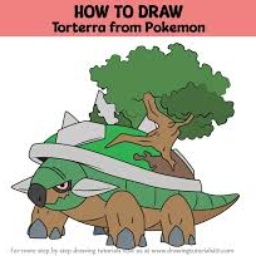 HOW TO DRAW
Torterra from Pokemon
for more step by step drawing tutorials visit us at www.drawingtutorials101.com